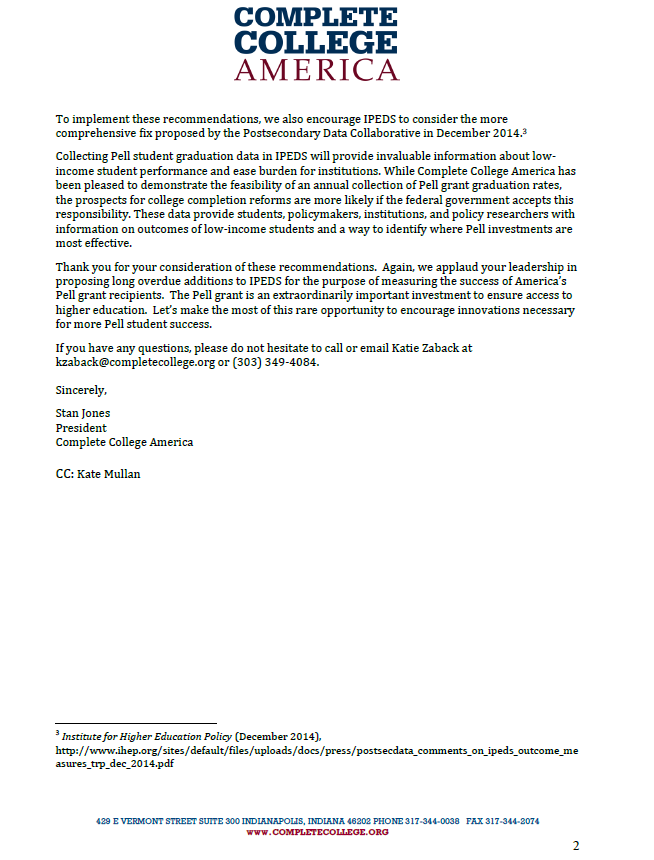 COMPLETE
COLLEGE
AMERICA
To implement these recommendations, we also encourage IPEDS to consider the more
comprehensive fix proposed by the Postsecondary Data Collaborative in December 2014.3
Collecting Pell student graduation data in IPEDS will provide invaluable information about low-
income student performance and ease burden for institutions. While Complete College America has
been pleased to demonstrate the feasibility of an annual collection of Pell grant graduation rates,
the prospects for college completion reforms are more likely if the federal government accepts this
responsibility. These data provide students, policymakers, institutions, and policy researchers with
information on outcomes of low-income students and a way to identify where Pell investments are
most effective.
Thank you for your consideration of these recommendations.  Again, we applaud your leadership in
proposing long overdue additions to IPEDS for the purpose of measuring the success of America's
Pell grant recipients.  The Pell grant is an extraordinarily important investment to ensure access to
higher education.  Let's make the most of this rare opportunity to encourage innovations necessary
for more Pell student success.
If you have any questions, please do not hesitate to call or email Katie Zaback at
kzaback@completecollege.org or (303) 349-4084.
Sincerely,
Stan Jones
President
Complete College America
CC: Kate Mullan
3 Institute for Higher Education Policy (December 2014),
http://www.ihep.org/sites/default/files/uploads/docs/press/postsecdata_comments_on_ipeds_outcome_me
asures_trp_dec_2014.pdf
429 E VERMONT STREET SUITE 300 INDIANAPOLIS, INDIANA 46202 PHONE 317-344-0038  FAX 317-344-2074
WWW.COMPLETECOLLEGE.ORG
2